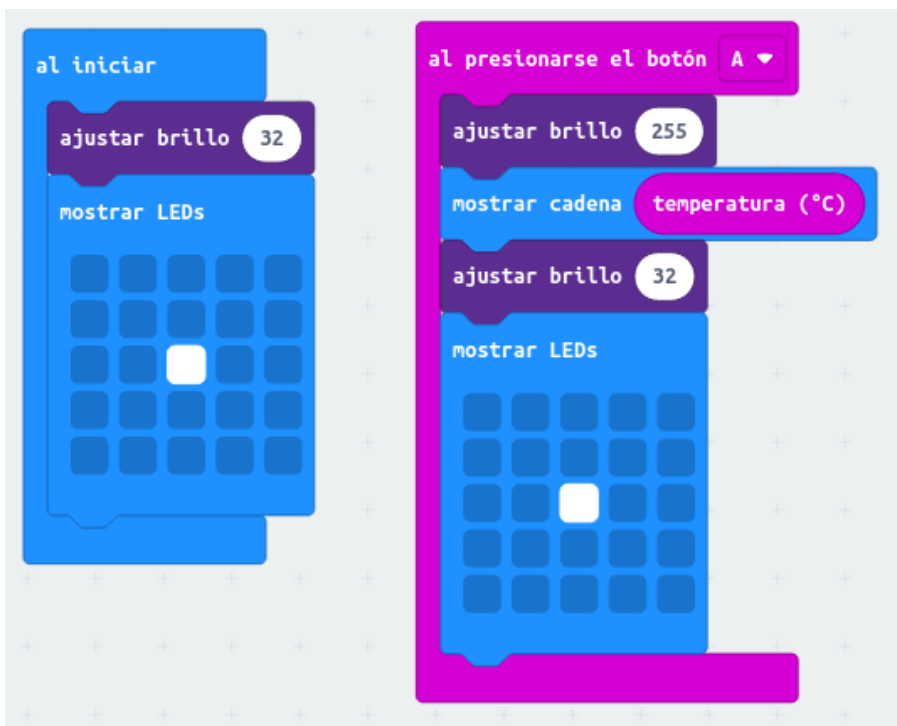 al iniciar
ajustar brillo 32
mostrar LEDs
al presionarse el botón A
ajustar brillo 255
mostrar cadena temperatura (°C)
ajustar brillo 32
mostrar LEDs